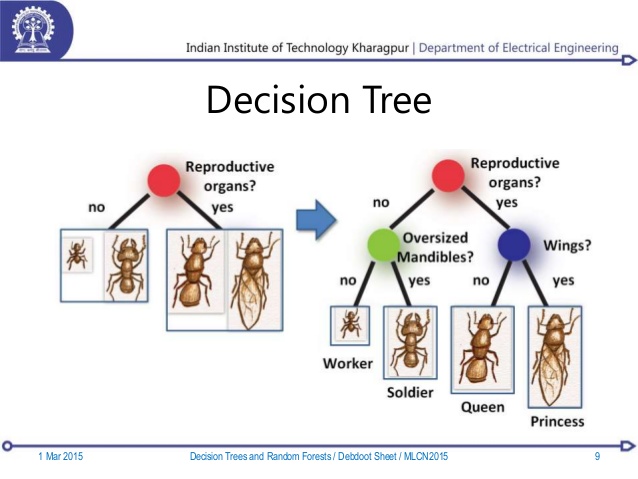 Indian Institute of Technology Kharagpur | Department of Electrical Engineering
Decision Tree
Reproductive
organs?
no
yes
Reproductive
organs?
no
yes
Oversized
Mandibles?
Wings?
no
yes
no
yes
Worker
Soldier
Queen
Princess
1 Mar 2015
Decision Trees and Random Forests / Debdoot Sheet / MLCN2015
9